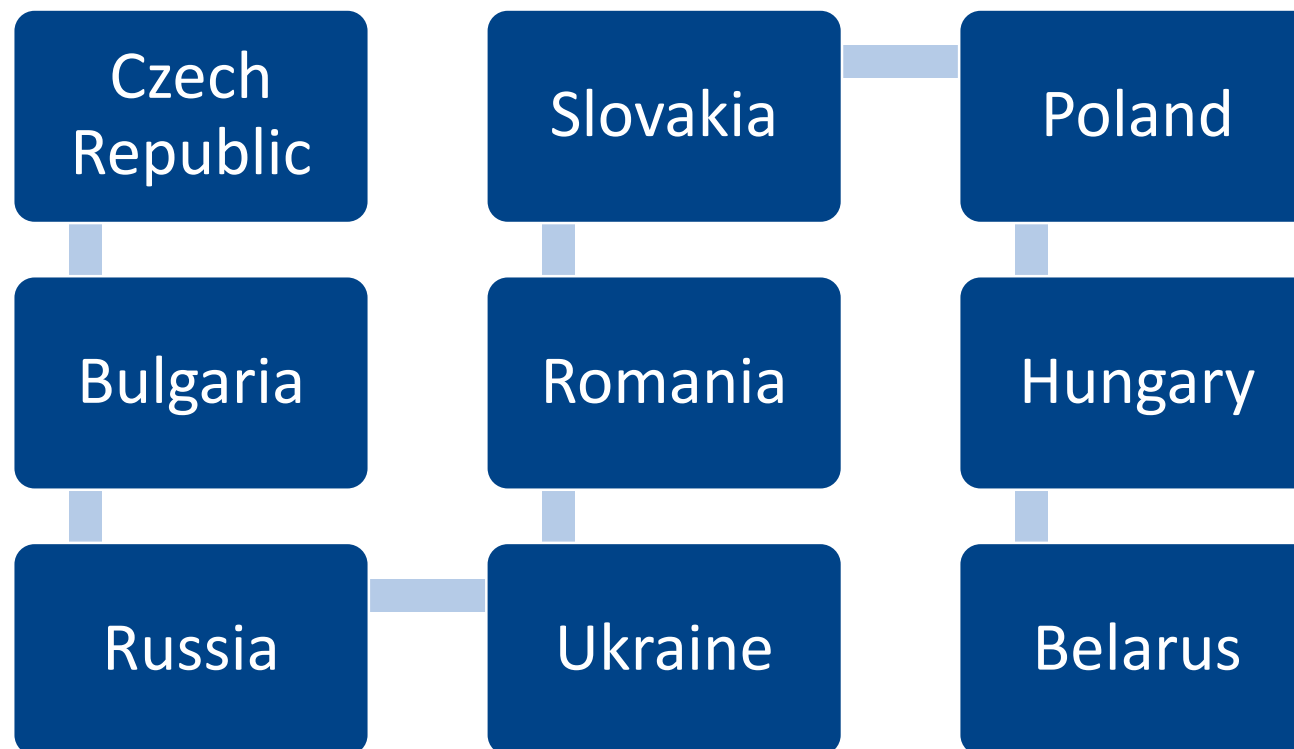 Czech
Republic
Bulgaria
Russia
Ukraine
Romania
Slovakia
Poland
Hungary
Belarus